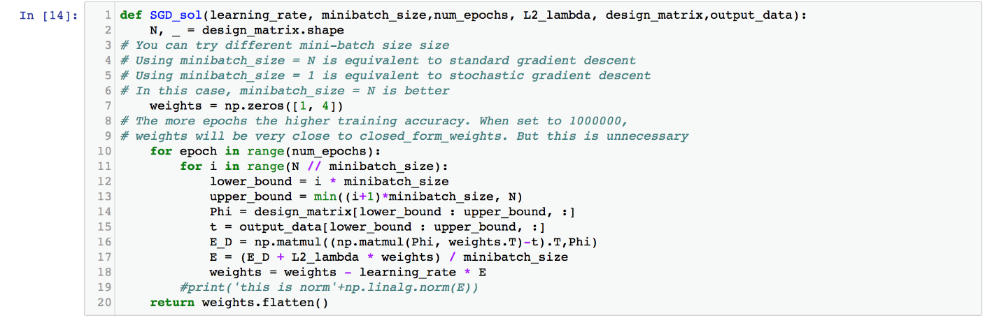 In [14]:
1 def SGD_sol(learning_rate, minibatch_size,num_epochs, L2_lambda, design_matrix,output_data):
2     N, _ = design_matrix.shape
3 # You can try different mini-batch size size
4 # Using minibatch_size = N is equivalent to standard gradient descent
5 # Using minibatch_size = 1 is equivalent to stochastic gradient descent
6 # In this case, minibatch_size = N is better
7     weights = np.zeros([1, 4])
8 # The more epochs the higher training accuracy. When set to 1000000,
9 # weights will be very close to closed_form_weights. But this is unnecessary
10     for epoch in range(num_epochs):
11         for i in range(N // minibatch_size):
12             lower_bound = i * minibatch_size
13             upper_bound = min((i+1)*minibatch_size, N)
14             Phi = design_matrix[lower_bound : upper_bound, :]
15             t = output_data[lower_bound : upper_bound, :]
16             E_D = np.matmul((np.matmul(Phi, weights.T)-t).T,Phi)
17             E = (E_D + L2_lambda * weights) / minibatch_size
18             weights = weights - learning_rate * E
19         #print('this is norm'+np.linalg.norm(E))
20     return weights.flatten()